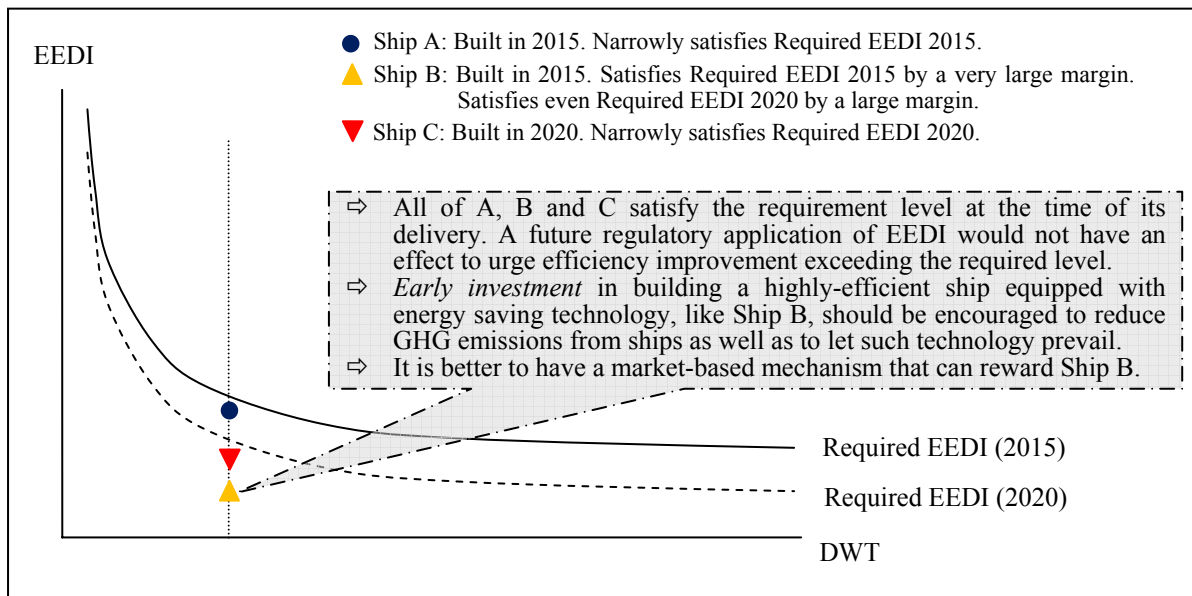 EEDI
Ship A: Built in 2015. Narrowly satisfies Required EEDI 2015.
Ship B: Built in 2015. Satisfies Required EEDI 2015 by a very large margin.
Satisfies even Required EEDI 2020 by a large margin.
Ship C: Built in 2020. Narrowly satisfies Required EEDI 2020.
⇨ All of A, B and C satisfy the requirement level at the time of its
delivery. A future regulatory application of EEDI would not have an
effect to urge efficiency improvement exceeding the required level.
⇨ Early investment in building a highly-efficient ship equipped with
energy saving technology, like Ship B, should be encouraged to reduce
GHG emissions from ships as well as to let such technology prevail.
⇨ It is better to have a market-based mechanism that can reward Ship B.
Required EEDI (2015)
Required EEDI (2020)
DWT